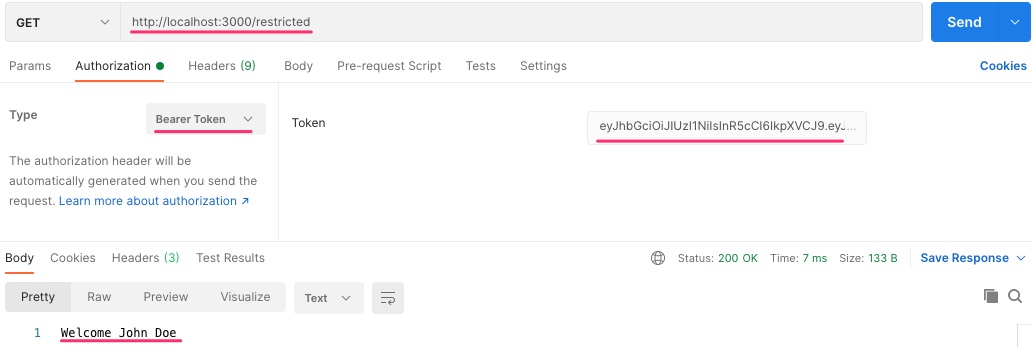 GET http://localhost:3000/restricted Send
Params Authorization Headers (9) Body Pre-request Script Tests Settings Cookies
Type Bearer Token
The authorization header will be
automatically generated when you send the
request. Learn more about authorization ↗
Token eyJhbGciOiJIUzI1NiIsInR5cCI6IkpXVCJ9.eyJ...
Body Cookies Headers (3) Test Results Status: 200 OK Time: 7 ms Size: 133 B Save Response
Pretty Raw Preview Visualize Text
1 Welcome John Doe